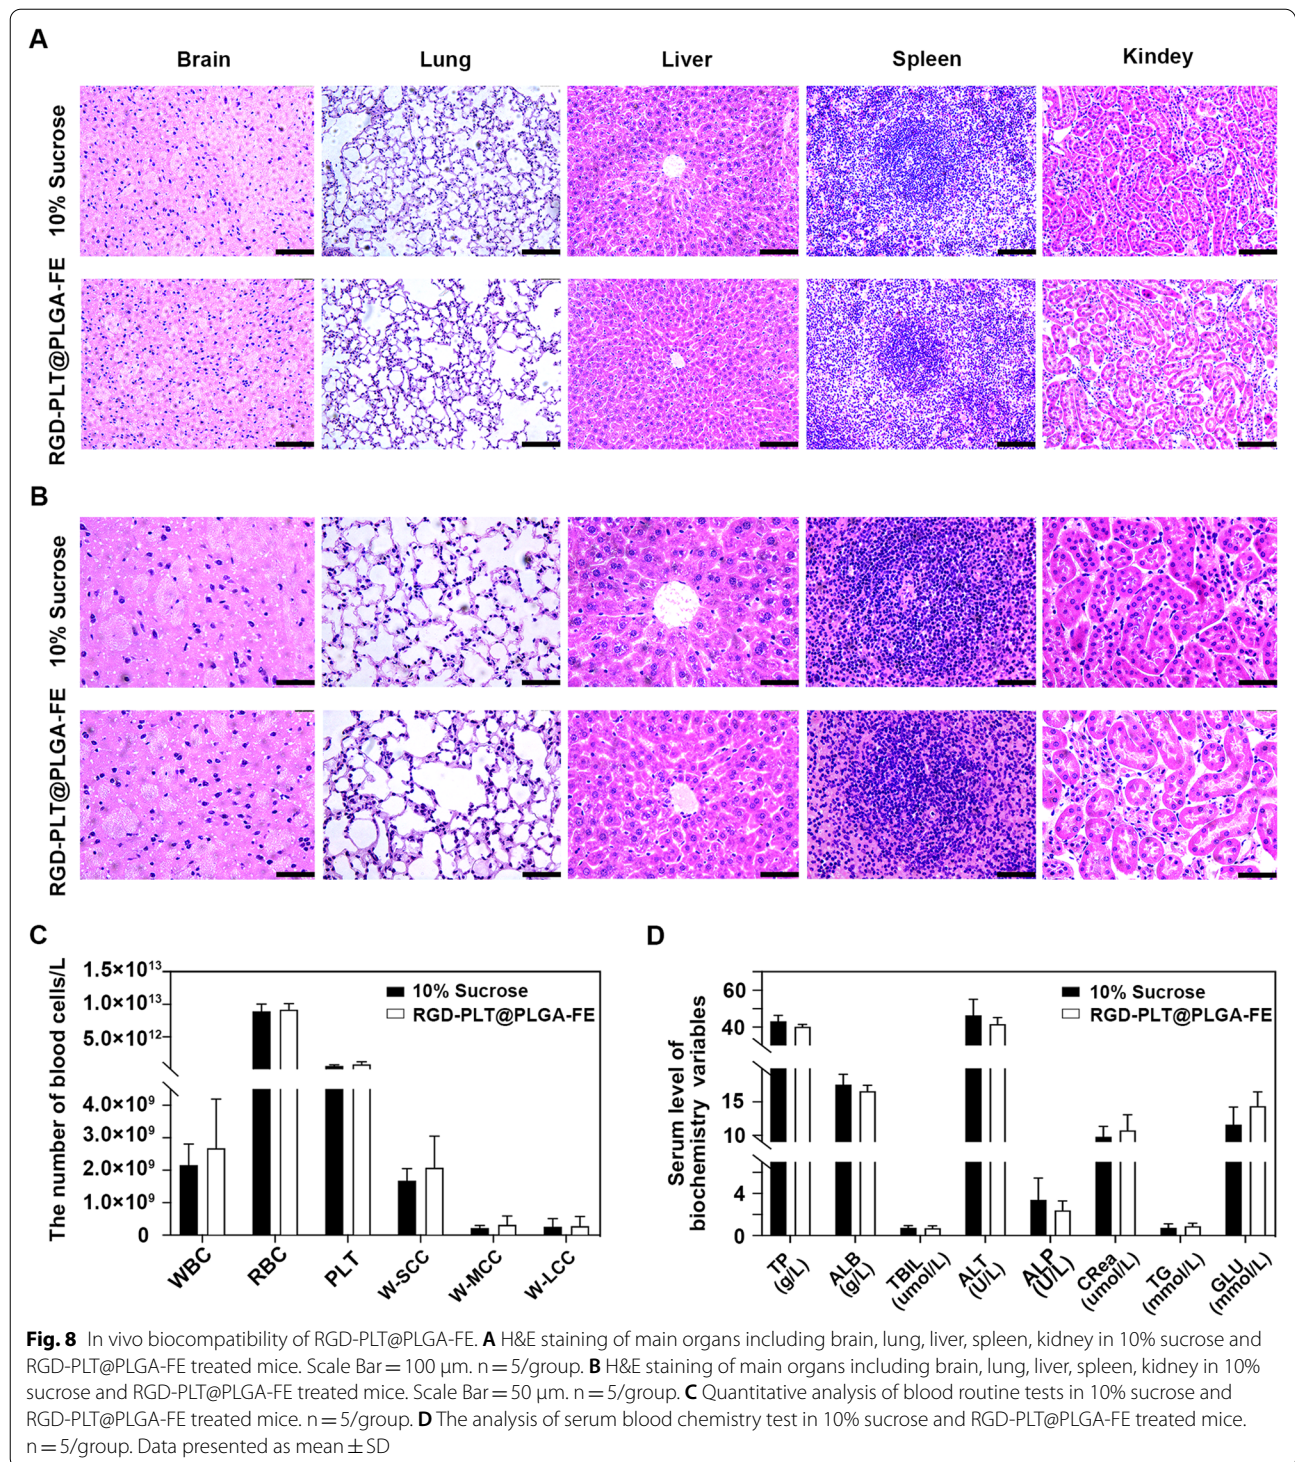 A
Brain Lung Liver Spleen Kindey
10% Sucrose
RGD-PLT@PLGA-FE
B
10% Sucrose
RGD-PLT@PLGA-FE
C
The number of blood cells/L
1.5×10¹³
1.0×10¹³
5.0×10¹²
4.0×10⁹
3.0×10⁹
2.0×10⁹
1.0×10⁹
0
10% Sucrose
RGD-PLT@PLGA-FE
WBC RBC PLT W-SCC W-MCC W-LCC
D
Serum level of
biochemistry variables
60
40
15
10
4
0
10% Sucrose
RGD-PLT@PLGA-FE
TP
(g/L)
ALB
(g/L)
TBIL
(umol/L)
ALT
(U/L)
ALP
(U/L)
CRea
(umol/L)
TG
(mmol/L)
GLU
(mmol/L)
Fig. 8 In vivo biocompatibility of RGD-PLT@PLGA-FE. A H&E staining of main organs including brain, lung, liver, spleen, kidney in 10% sucrose and
RGD-PLT@PLGA-FE treated mice. Scale Bar = 100 μm. n = 5/group. B H&E staining of main organs including brain, lung, liver, spleen, kidney in 10%
sucrose and RGD-PLT@PLGA-FE treated mice. Scale Bar = 50 μm. n = 5/group. C Quantitative analysis of blood routine tests in 10% sucrose and
RGD-PLT@PLGA-FE treated mice. n = 5/group. D The analysis of serum blood chemistry test in 10% sucrose and RGD-PLT@PLGA-FE treated mice.
n = 5/group. Data presented as mean ± SD